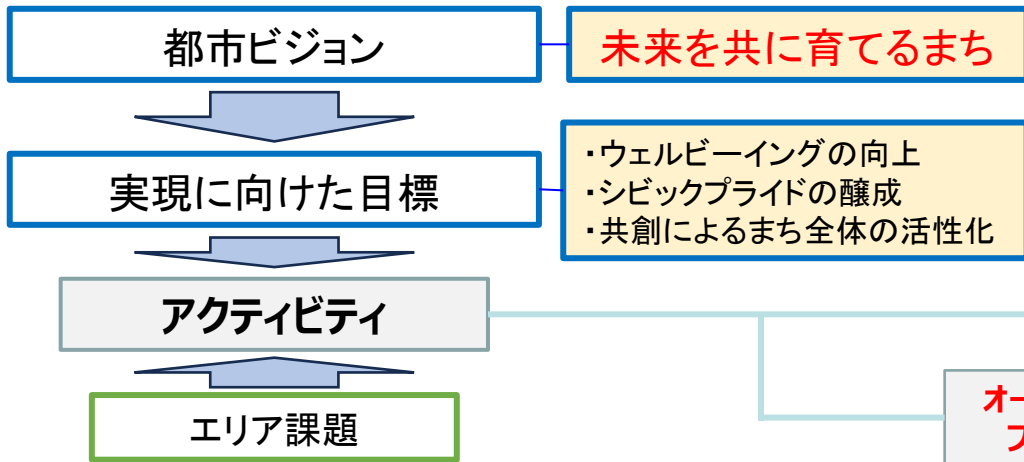 都市ビジョン
未来を共に育てるまち
実現に向けた目標
・ウェルビーイングの向上
・シビックプライドの醸成
・共創によるまち全体の活性化
アクティビティ
エリア課題
オー